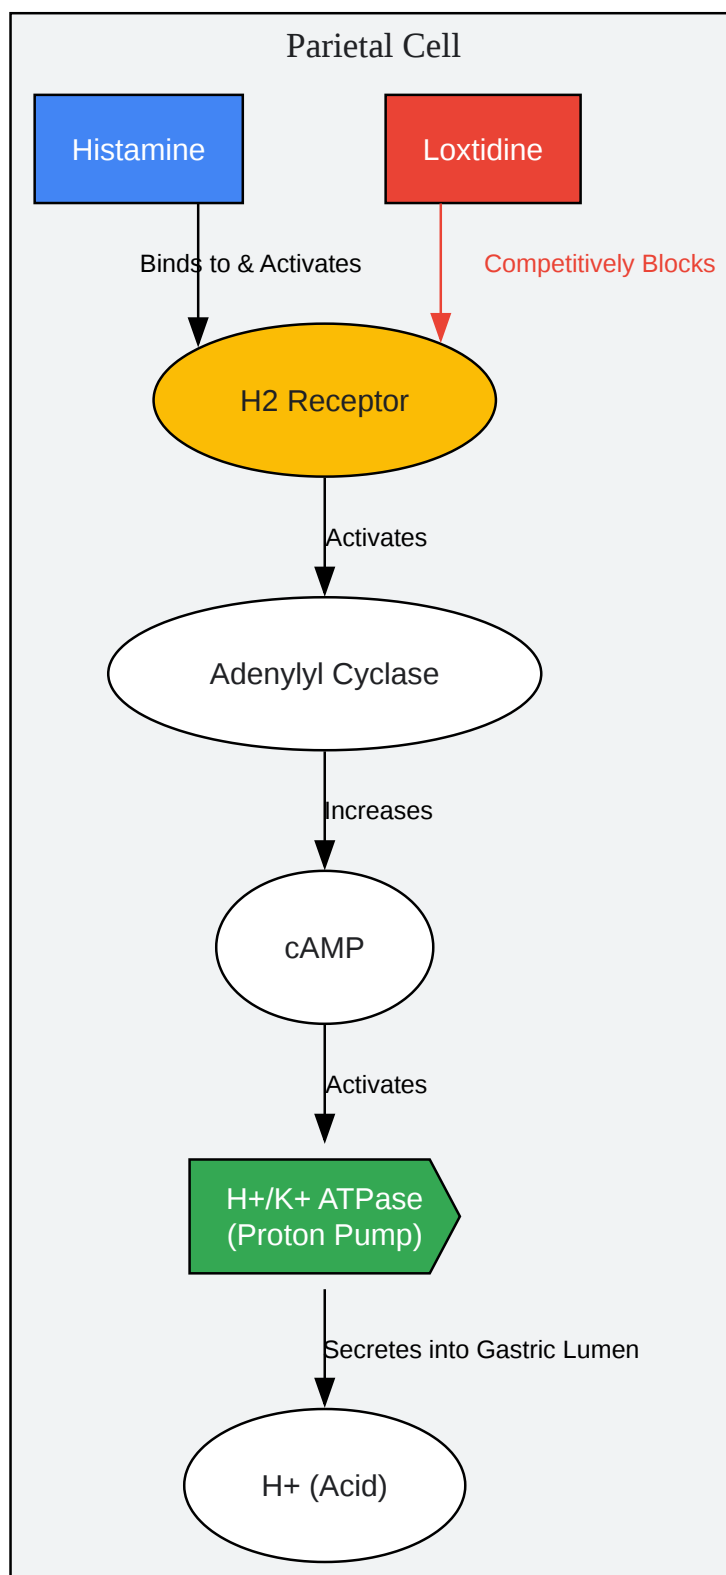 Parietal Cell
Histamine
Loxtidine
Binds to & Activates
Competitively Blocks
H2 Receptor
Activates
Adenylyl Cyclase
Increases
cAMP
Activates
H+/K+ ATPase
(Proton Pump)
Secretes into Gastric Lumen
H+ (Acid)